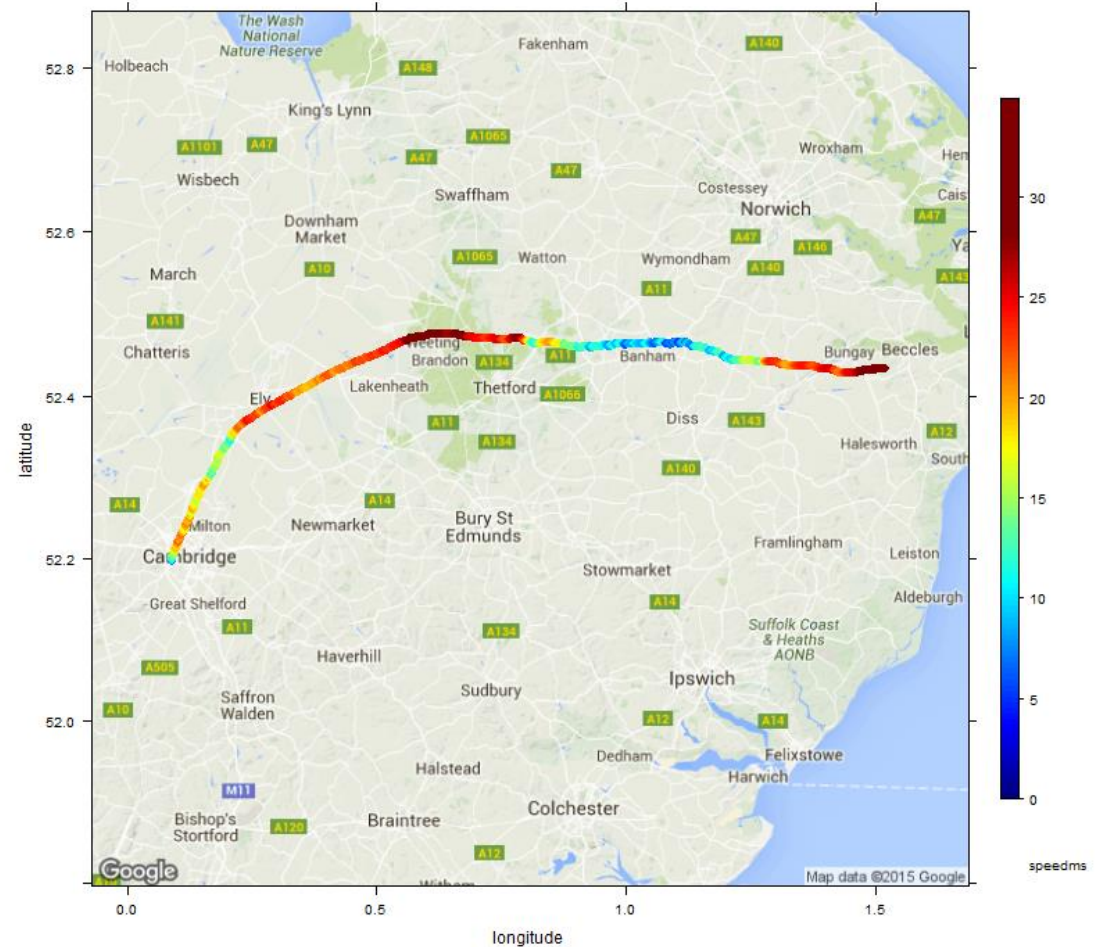 The Wash
National
Nature Reserve
Fakenham
A140
52.8
Holbeach
A148
King's Lynn
A1101
A47
A1065
A47
A47
Wroxham
Wisbech
Swaffham
Costessey
Norwich
A47
Downham
Market
52.6
A47
A146
A10
A1065
Watton
Wymondham
A140
March
A11
A143
A141
Chatteris
Weeting
Brandon
A134
A11
Banham
Bungay
Beccles
Ely
Lakenheath
Thetford
A1066
52.4
A11
A134
Diss
A143
A12
Halesworth
A140
A14
A14
Milton
Newmarket
Bury St
Edmunds
Framlingham
Leiston
52.2
Cambridge
Stowmarket
Great Shelford
A14
Aldeburgh
A11
A134
Suffolk Coast
& Heaths
AONB
A505
Haverhill
Ipswich
Saffron
Walden
Sudbury
52.0
A10
A12
A14
Dedham
Felixstowe
Harwich
Halstead
M11
Colchester
Bishop's
Stortford
A120
Braintree
A12
Google
Map data ©2015 Google
0.0
0.5
1.0
1.5
longitude
latitude
30
25
20
15
10
5
0
speedms